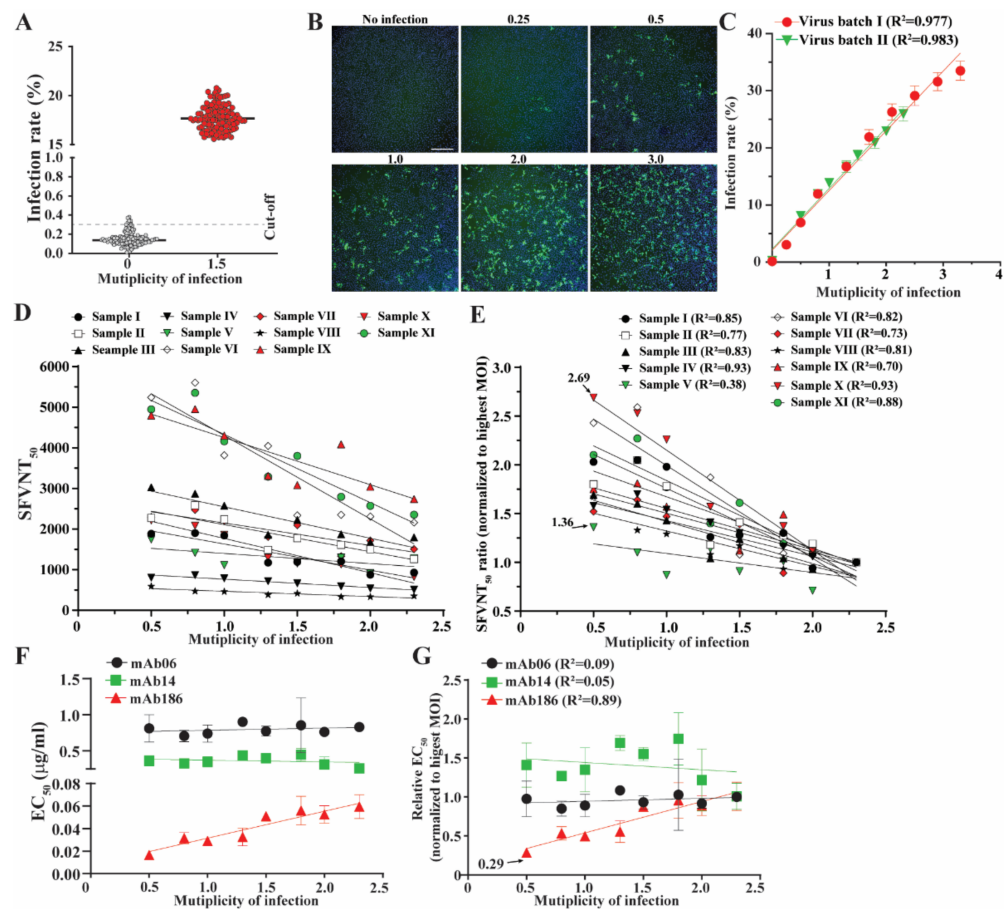 A
Infection rate (%)
25
20
15
1.0
0.8
0.6
0.4
0.2
0.0
Cut-off
0 1.5
Mutiplicity of infection
B
No infection 0.25 0.5
1.0 2.0 3.0
C
Virus batch I (R²=0.977)
Virus batch II (R²=0.983)
Infection rate (%)
40
30
20
10
0
1 2 3 4
Mutiplicity of infection
D
Sample I Sample IV Sample VII Sample X
Sample II Sample V Sample VIII Sample XI
Seample III Sample VI Sample IX
SFVNT50
6000
5000
4000
3000
2000
1000
0
0.0 0.5 1.0 1.5 2.0 2.5
Mutiplicity of infection
E
Sample I (R²=0.85) Sample VI (R²=0.82)
Sample II (R²=0.77) Sample VII (R²=0.73)
Sample III (R²=0.83) Sample VIII (R²=0.81)
Sample IV (R²=0.93) Sample IX (R²=0.70)
Sample V (R²=0.38) Sample X (R²=0.93)
Sample XI (R²=0.88)
SFVNT50 ratio (normalized to highest MOI)
3.0
2.5
2.0
1.5
1.0
0.5
2.69
1.36
0.0 0.5 1.0 1.5 2.0 2.5
Mutiplicity of infection
F
mAb06
mAb14
mAb186
EC50 (μg/ml)
1.5
1.0
0.5
0.06
0.04
0.02
0.00
0.0 0.5 1.0 1.5 2.0 2.5
Mutiplicity of infection
G
mAb06 (R²=0.09)
mAb14 (R²=0.05)
mAb186 (R²=0.89)
Relative EC50
(normalized to higest MOI)
2.5
2.0
1.5
1.0
0.5
0.0
0.29
0.0 0.5 1.0 1.5 2.0 2.5
Mutiplicity of infection